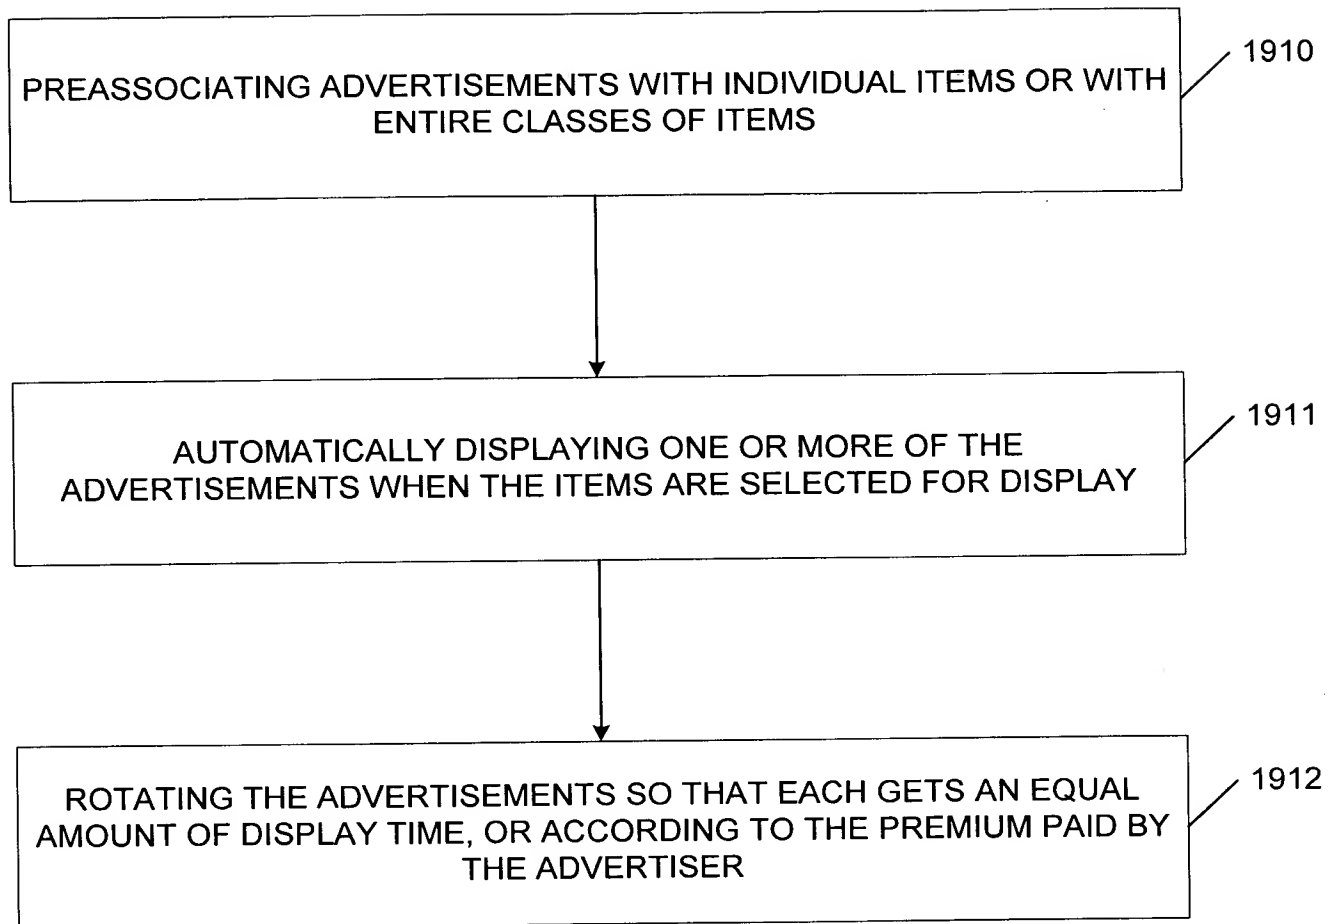 PREASSOCIATING ADVERTISEMENTS WITH INDIVIDUAL ITEMS OR WITH
ENTIRE CLASSES OF ITEMS
1910
AUTOMATICALLY DISPLAYING ONE OR MORE OF THE
ADVERTISEMENTS WHEN THE ITEMS ARE SELECTED FOR DISPLAY
1911
ROTATING THE ADVERTISEMENTS SO THAT EACH GETS AN EQUAL
AMOUNT OF DISPLAY TIME, OR ACCORDING TO THE PREMIUM PAID BY
THE ADVERTISER
1912